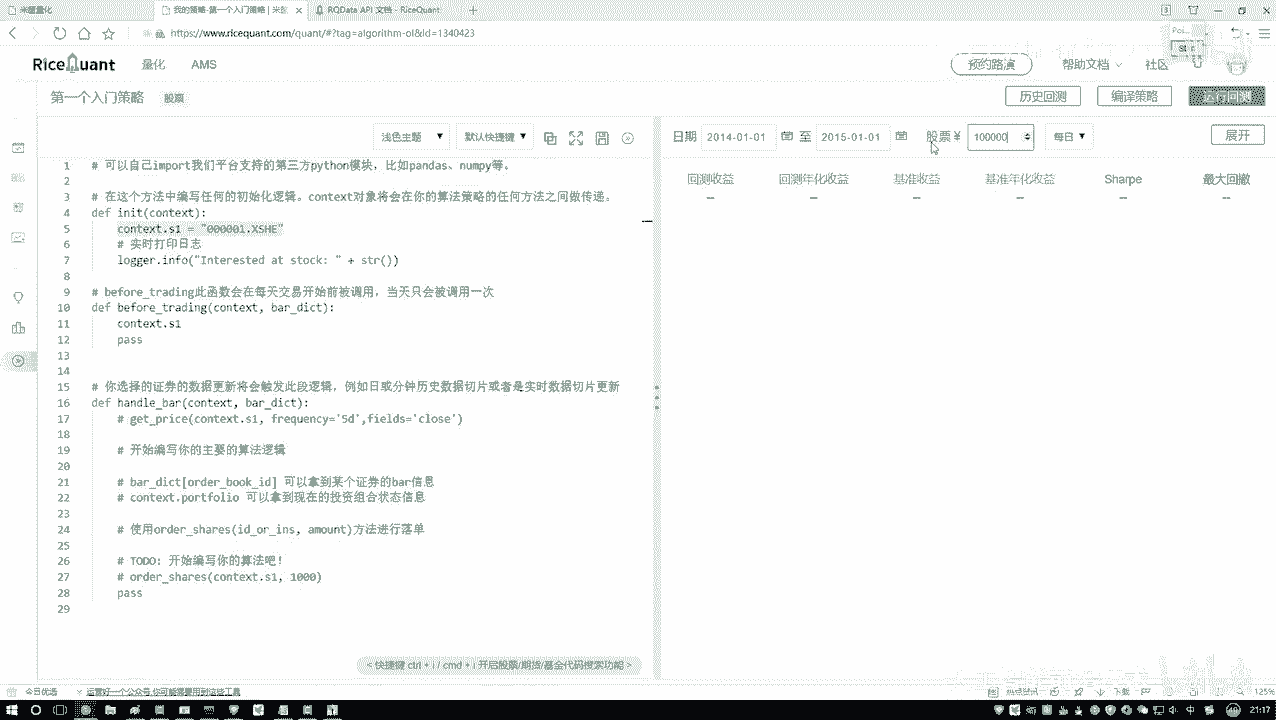 米筐量化
我的策略-第一个入门策略 | 米筐
RQData API 文档 - RiceQuant
https://www.ricequant.com/quant/#?tag=algorithm-ol&id=1340423
RiceQuant 量化 AMS 预约路演 帮助文档 社区
第一个入门策略 股票 历史回测 编译策略 运行回测
浅色主题 默认快捷键 日期 2014-01-01 至 2015-01-01 股票 ¥ 100000 每日 展开
回测收益 回测年化收益 基准收益 基准年化收益 Sharpe 最大回撤
-- -- -- -- -- --
1 # 可以自己import我们平台支持的第三方python模块，比如pandas、numpy等。
2
3 # 在这个方法中编写任何的初始化逻辑。context对象将会在你的算法策略的任何方法之间做传递。
4 def init(context):
5 context.s1 = "000001.XSHE"
6 # 实时打印日志
7 logger.info("Interested at stock: " + str())
8
9 # before_trading此函数会在每天交易开始前被调用，当天只会被调用一次
10 def before_trading(context, bar_dict):
11 context.s1
12 pass
13
14
15 # 你选择的证券的数据更新将会触发此段逻辑，例如日或分钟历史数据切片或者是实时数据切片更新
16 def handle_bar(context, bar_dict):
17 # get_price(context.s1, frequency='5d',fields='close')
18
19 # 开始编写你的主要的算法逻辑
20
21 # bar_dict[order_book_id] 可以拿到某个证券的bar信息
22 # context.portfolio 可以拿到现在的投资组合状态信息
23
24 # 使用order_shares(id_or_ins, amount)方法进行落单
25
26 # TODO: 开始编写你的算法吧！
27 # order_shares(context.s1, 1000)
28 pass
29
< 快捷键 ctrl + i / cmd + i 开启股票/期货/基金代码搜索功能 >
今日优选 下载 125%
21:17